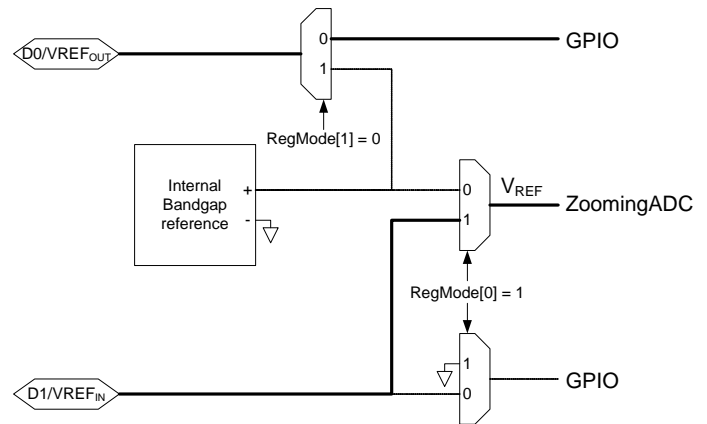 D0/VREFOUT
0
1
GPIO
RegMode[1] = 0
Internal
Bandgap
reference
+
-
0
1
VREF
ZoomingADC
RegMode[0] = 1
D1/VREFIN
1
0
GPIO